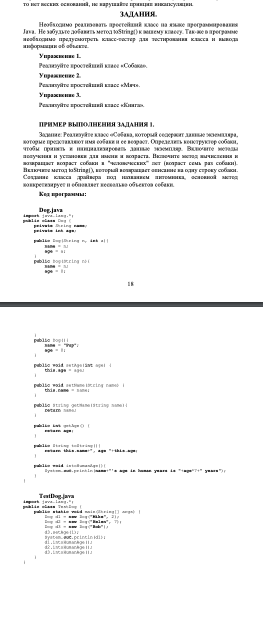 то нет веских оснований, не нарушайте принцип инкапсуляции.
ЗАДАНИЯ.
Необходимо реализовать простейший класс на языке программирования
Java. Не забудьте добавить метод toString() к вашему классу. Так-же в программе
необходимо предусмотреть класс-тестер для тестирования класса и вывода
информации об объекте.
Упражнение 1.
Реализуйте простейший класс «Собака».
Упражнение 2.
Реализуйте простейший класс «Мяч».
Упражнение 3.
Реализуйте простейший класс «Книга».
ПРИМЕР ВЫПОЛНЕНИЯ ЗАДАНИЯ 1.
Задание: Реализуйте класс «Собака, который содержит данные экземпляра,
которые представляют имя собаки и ее возраст. Определить конструктор собаки,
чтобы принять и инициализировать данные экземпляр. Включите методы
получения и установки для имени и возраста. Включите метод вычисления и
возвращает возраст собаки в "человеческих" лет (возраст семь раз собаки).
Включите метод toString(), который возвращает описание на одну строку собаки.
Создание класса драйвера под названием питомника, основной метод
конкретизирует и обновляет несколько объектов собаки.
Код программы:
Dog.java
import java.lang.*;
public class Dog {
private String name;
private int age;
public Dog(String n, int a){
name = n;
age = a;
}
public Dog(String n){
name = n;
age = 0;
18
}
public Dog(){
name = "Pup";
age = 0;
}
public void setAge(int age) {
this.age = age;
}
public void setName(String name) {
this.name = name;
}
public String getName(String name){
return name;
}
public int getAge() {
return age;
}
public String toString(){
return this.name+", age "+this.age;
}
public void intoHumanAge(){
System.out.println(name+"'s age in human years is "+age*7+" years");
}
}
TestDog.java
import java.lang.*;
public class TestDog {
public static void main(String[] args) {
Dog d1 = new Dog("Mike", 2);
Dog d2 = new Dog("Helen", 7);
Dog d3 = new Dog("Bob");
d3.setAge(1);
System.out.println(d1);
d1.intoHumanAge();
d2.intoHumanAge();
d3.intoHumanAge();
}
}